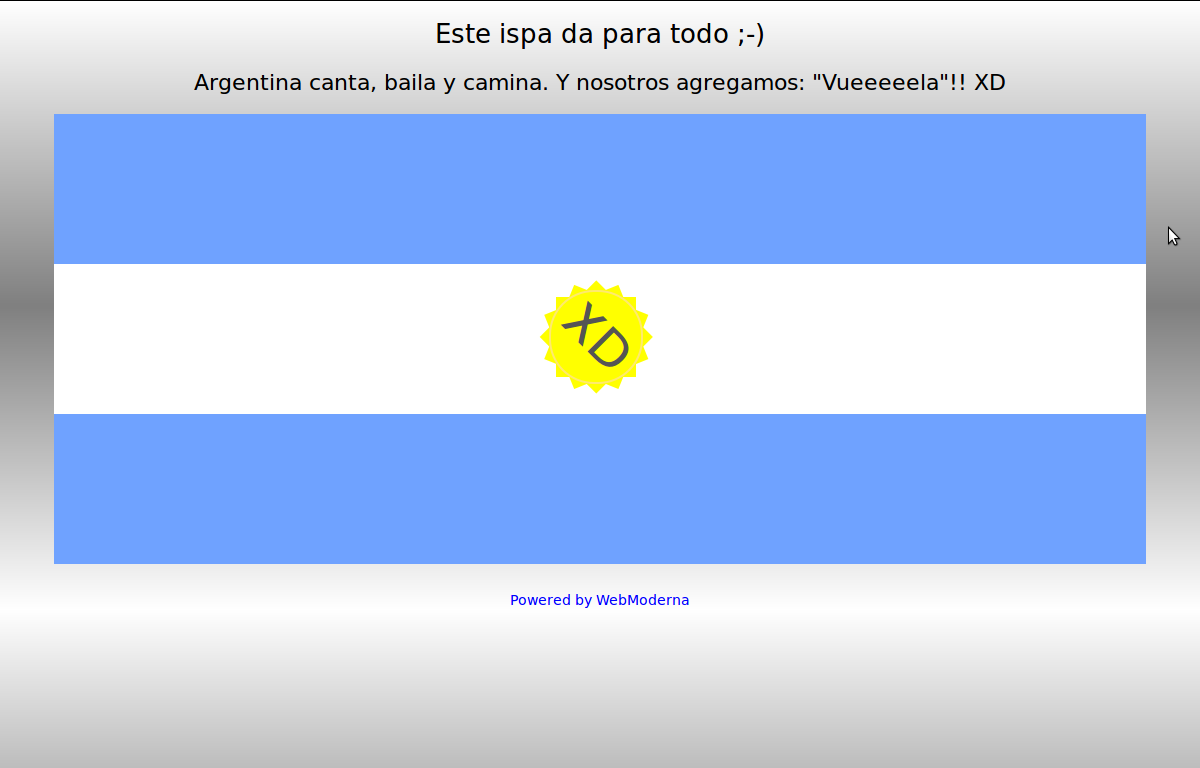 Este ispa da para todo ;-)
Argentina canta, baila y camina. Y nosotros agregamos: "Vueeeeela"!! XD
XD
Powered by WebModerna